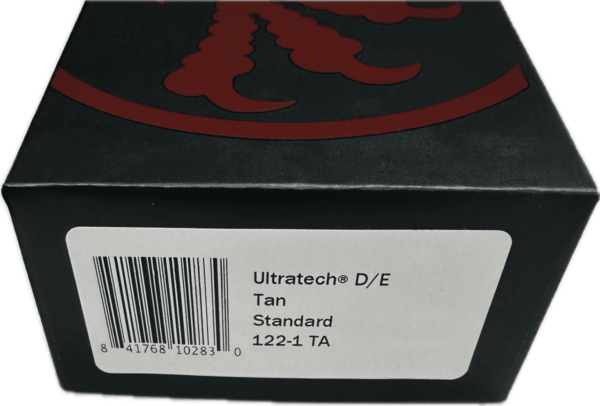 Ultratech® D/E
Tan
Standard
122-1 TA
8 41768 10283 0